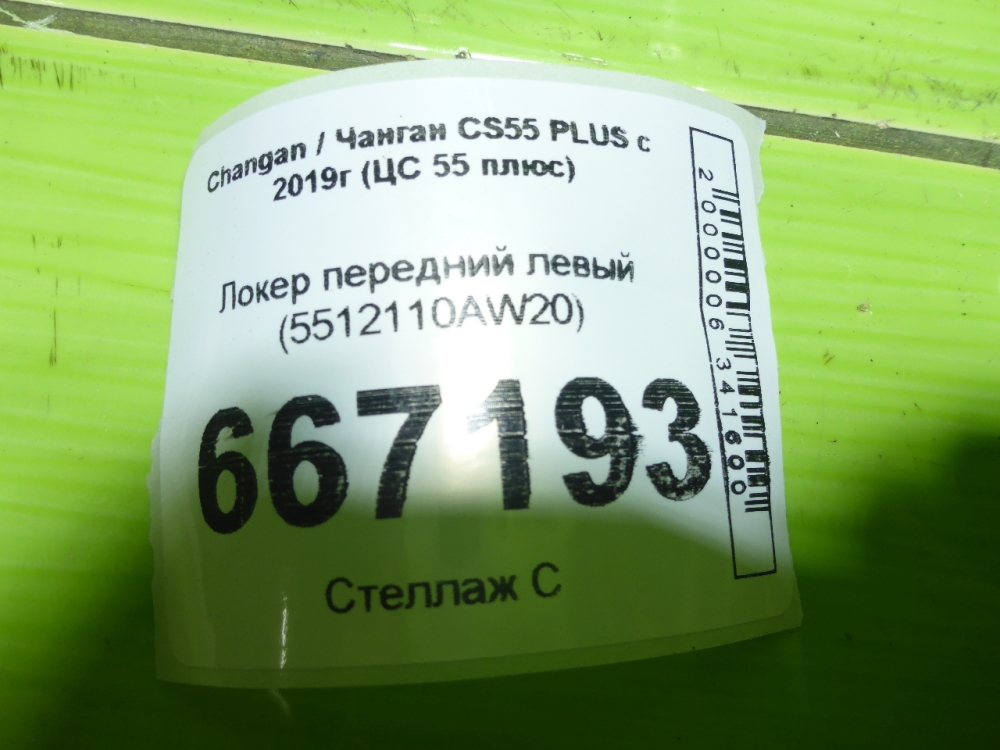 Changan / Чанган CS55 PLUS с
2019г (ЦС 55 плюс)
Локер передний левый
(5512110AW20)
667193
Стеллаж С
2000006341600